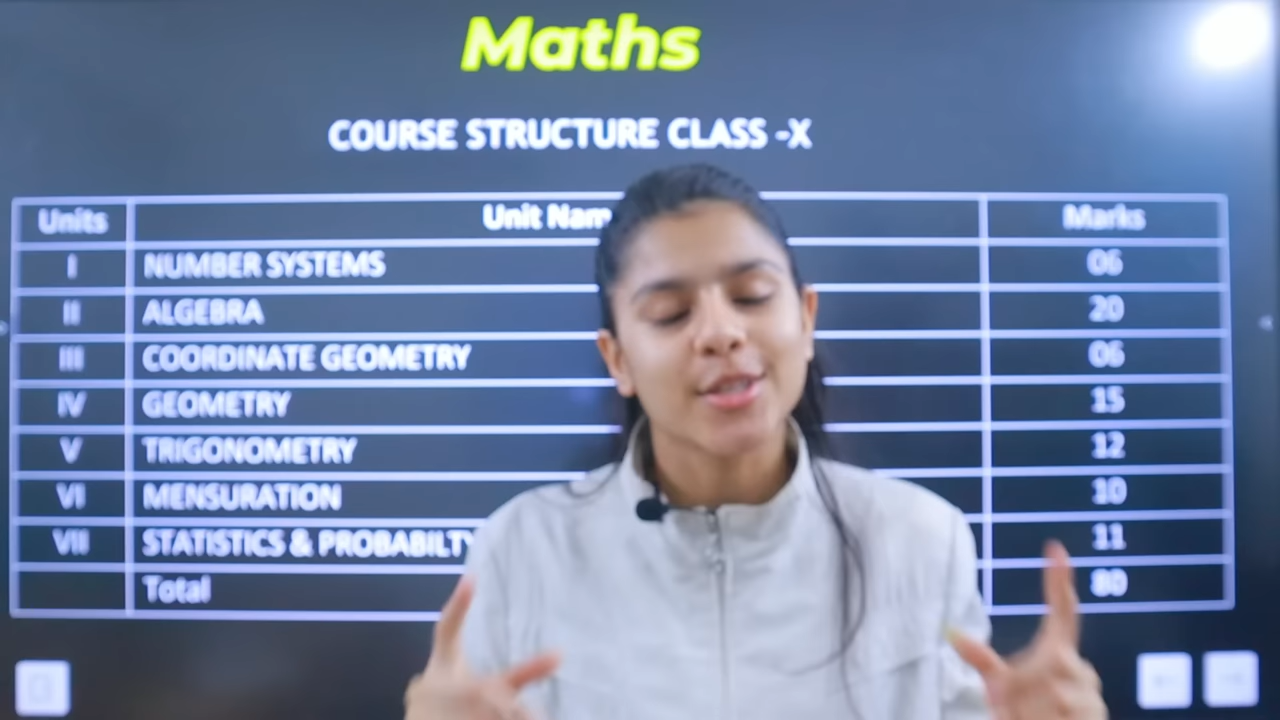 Maths
COURSE STRUCTURE CLASS -X
Units Unit Nam Marks
I NUMBER SYSTEMS 06
II ALGEBRA 20
III COORDINATE GEOMETRY 06
IV GEOMETRY 15
V TRIGONOMETRY 12
VI MENSURATION 10
VII STATISTICS & PROBABILTY 11
Total 80